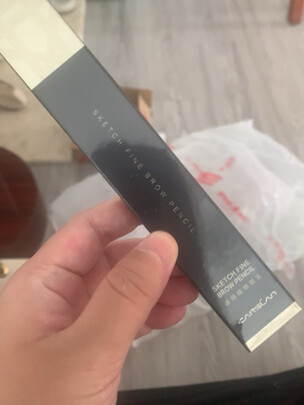 SKETCH FINE BROW PENCIL
SKETCH FINE
BROW PENCIL
CARSLAN